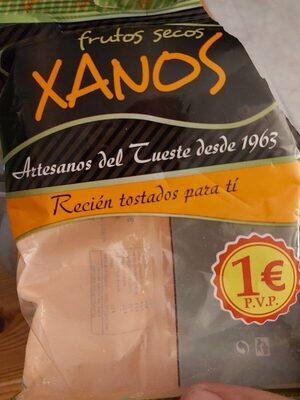 frutos secos
XANOS
Artesanos del Tueste desde 1963
Recién tostados para tí
1€
P.V.P.